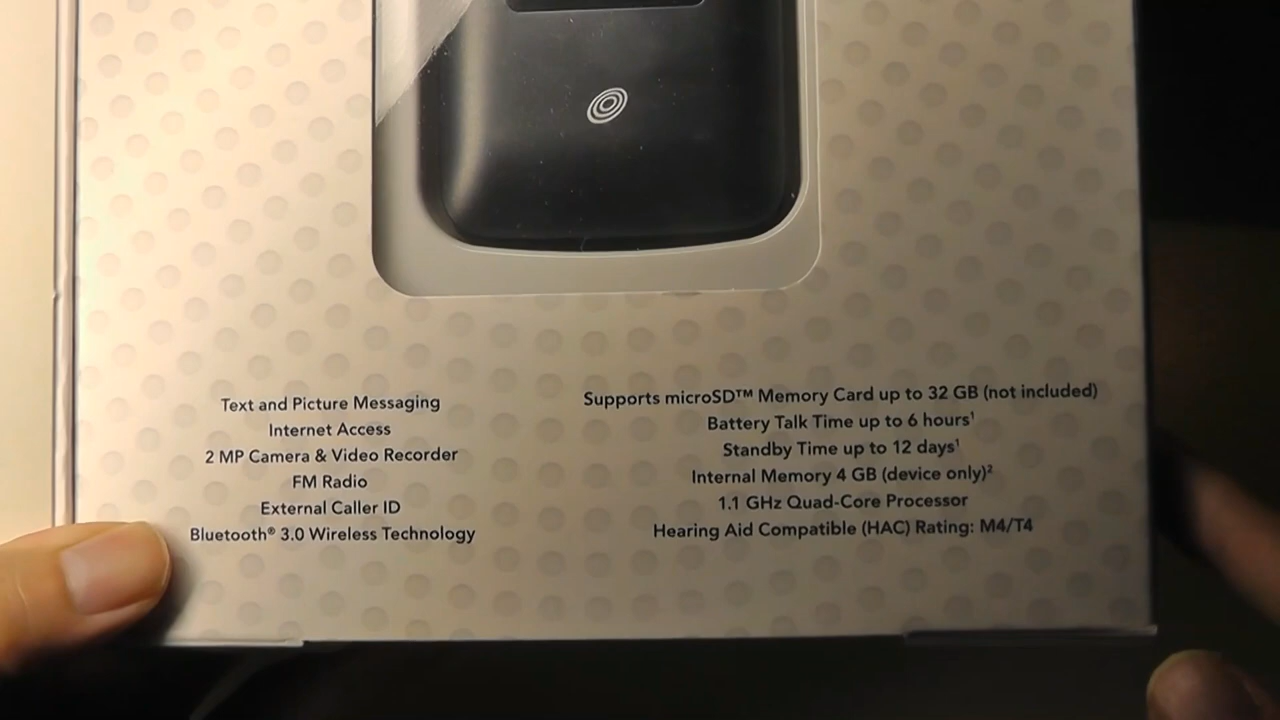 Text and Picture Messaging
Internet Access
2 MP Camera & Video Recorder
FM Radio
External Caller ID
Bluetooth® 3.0 Wireless Technology
Supports microSD™ Memory Card up to 32 GB (not included)
Battery Talk Time up to 6 hours¹
Standby Time up to 12 days¹
Internal Memory 4 GB (device only)²
1.1 GHz Quad-Core Processor
Hearing Aid Compatible (HAC) Rating: M4/T4